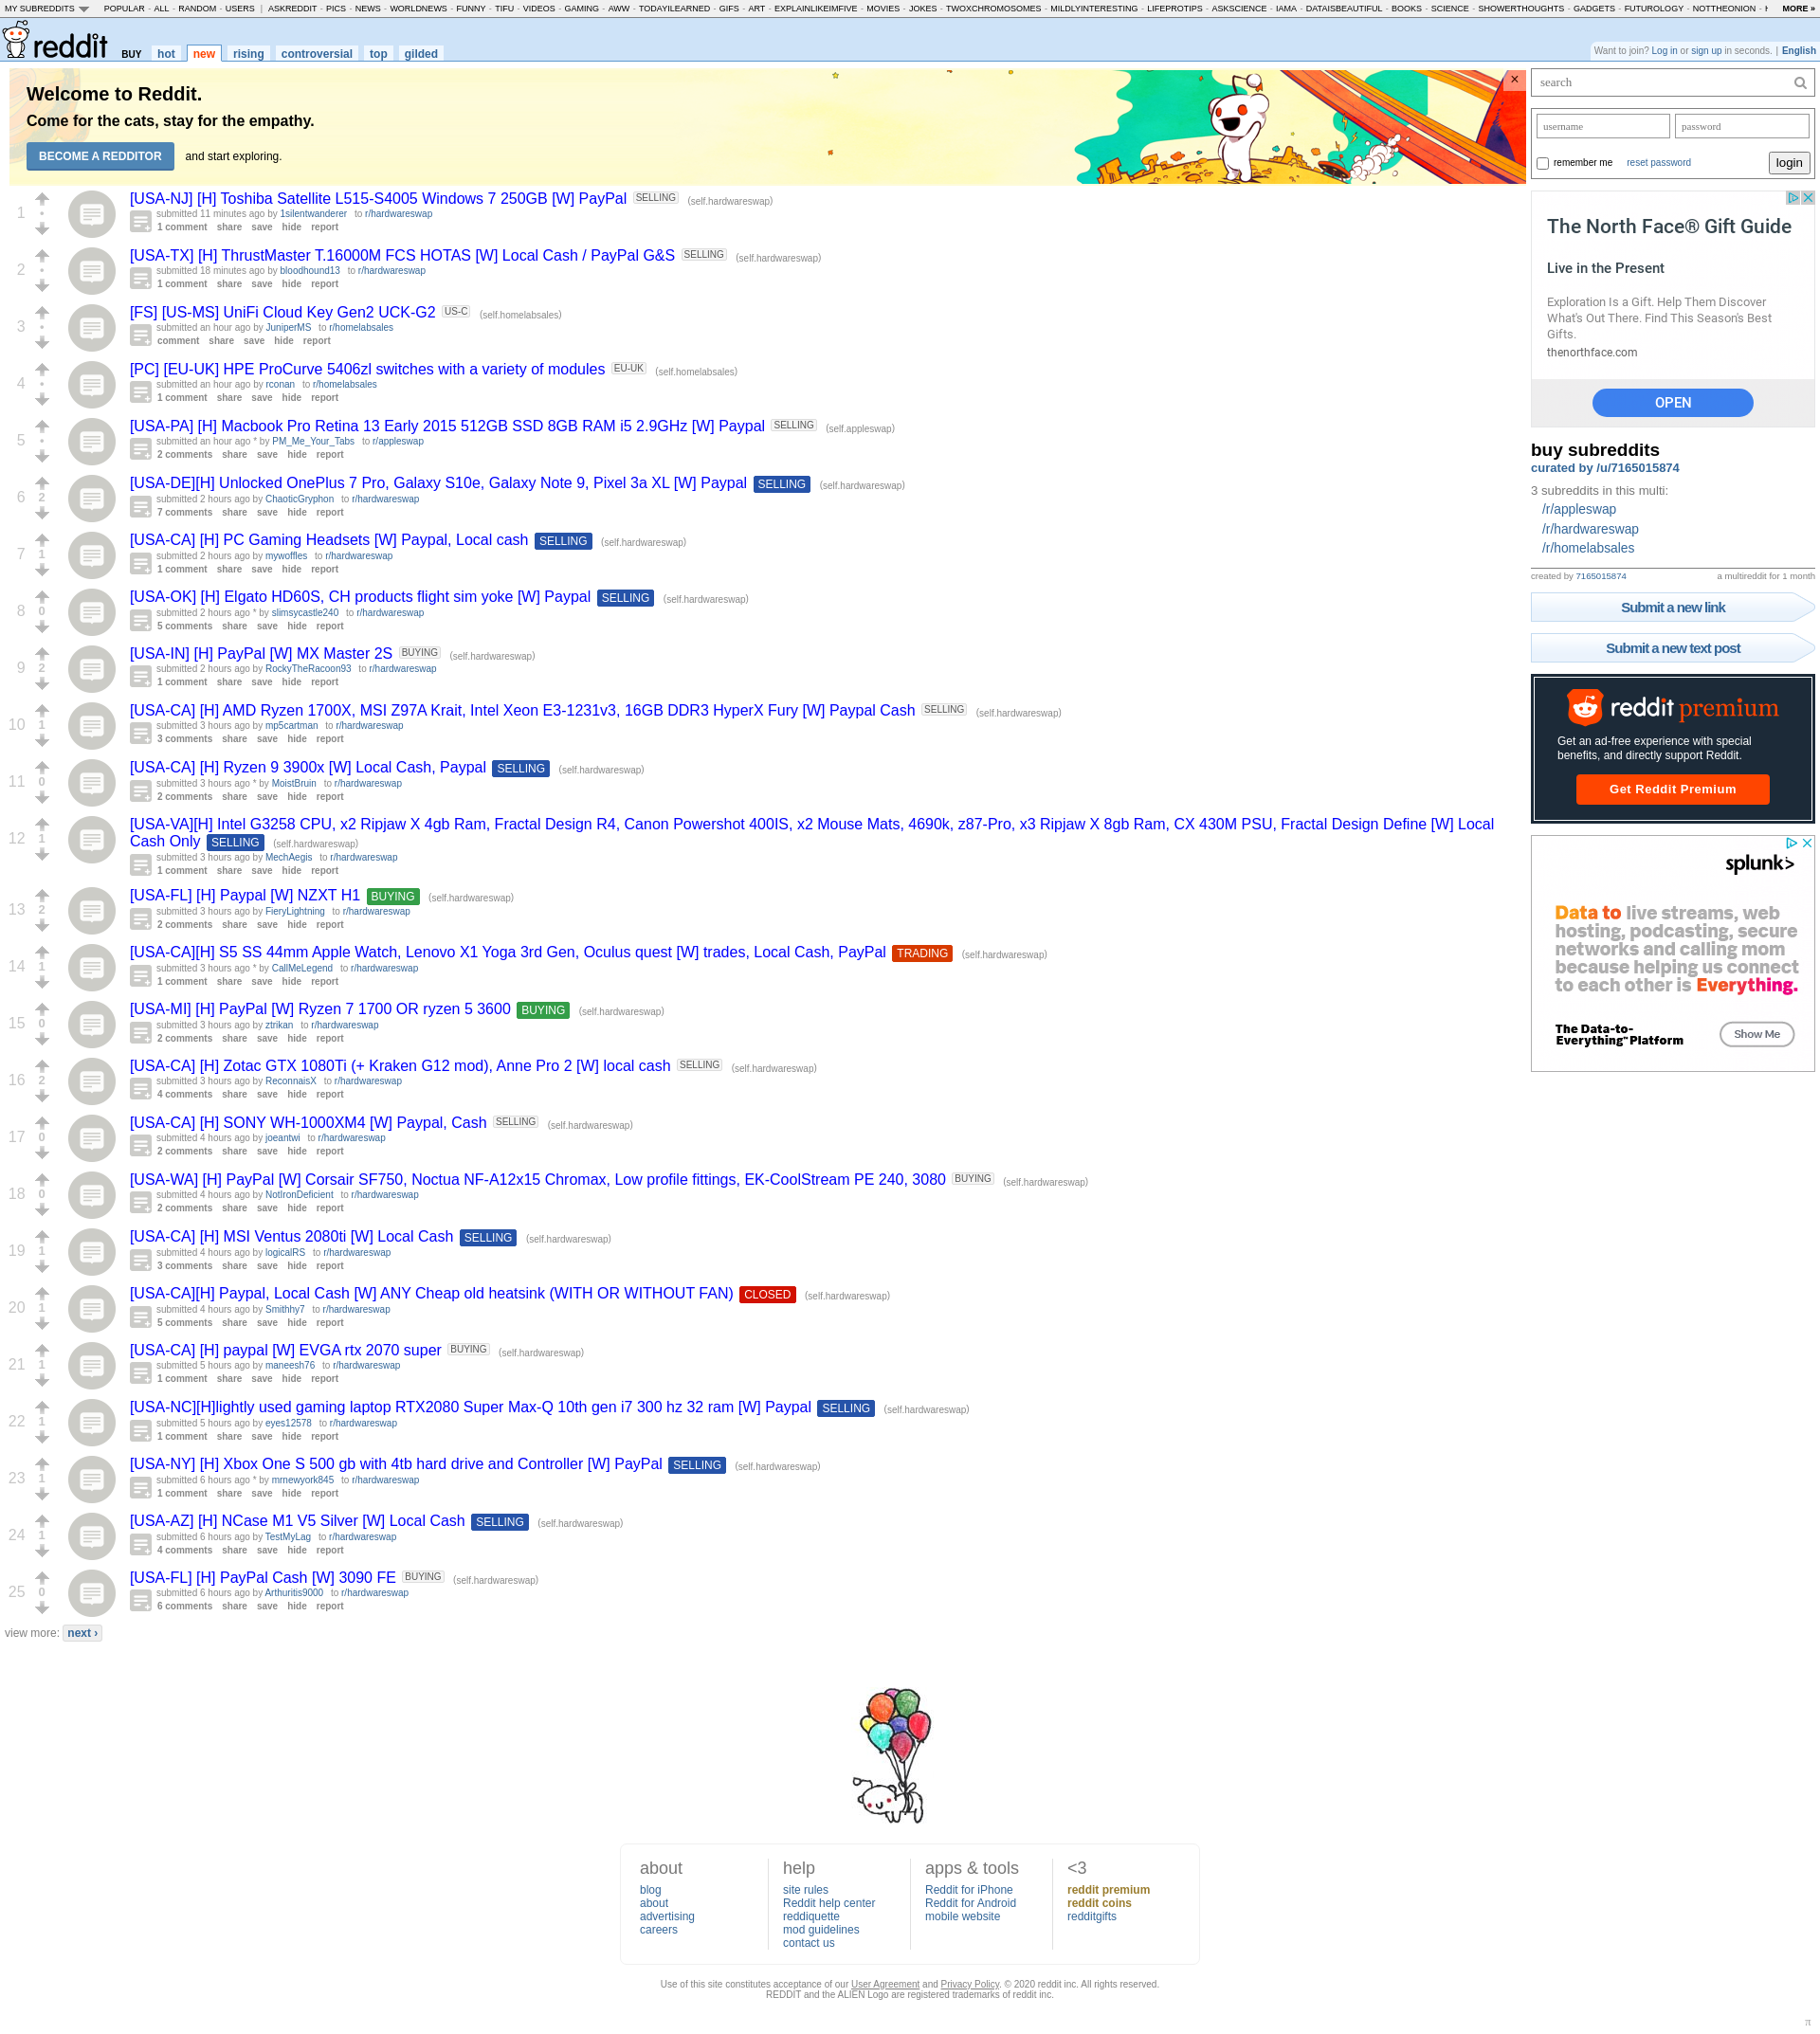 MY SUBREDDITS POPULAR - ALL - RANDOM - USERS | ASKREDDIT - PICS - NEWS - WORLDNEWS - FUNNY - TIFU - VIDEOS - GAMING - AWW - TODAYILEARNED - GIFS - ART - EXPLAINLIKEIMFIVE - MOVIES - JOKES - TWOXCHROMOSOMES - MILDLYINTERESTING - LIFEPROTIPS - ASKSCIENCE - IAMA - DATAISBEAUTIFUL - BOOKS - SCIENCE - SHOWERTHOUGHTS - GADGETS - FUTUROLOGY - NOTTHEONION - MORE »
reddit BUY hot new rising controversial top gilded
Want to join? Log in or sign up in seconds. | English
Welcome to Reddit.
Come for the cats, stay for the empathy.
BECOME A REDDITOR and start exploring.
×
1
[USA-NJ] [H] Toshiba Satellite L515-S4005 Windows 7 250GB [W] PayPal SELLING (self.hardwareswap)
submitted 11 minutes ago by 1silentwanderer to r/hardwareswap
1 comment share save hide report
2
[USA-TX] [H] ThrustMaster T.16000M FCS HOTAS [W] Local Cash / PayPal G&S SELLING (self.hardwareswap)
submitted 18 minutes ago by bloodhound13 to r/hardwareswap
1 comment share save hide report
3
[FS] [US-MS] UniFi Cloud Key Gen2 UCK-G2 US-C (self.homelabsales)
submitted an hour ago by JuniperMS to r/homelabsales
comment share save hide report
4
[PC] [EU-UK] HPE ProCurve 5406zl switches with a variety of modules EU-UK (self.homelabsales)
submitted an hour ago by rconan to r/homelabsales
1 comment share save hide report
5
[USA-PA] [H] Macbook Pro Retina 13 Early 2015 512GB SSD 8GB RAM i5 2.9GHz [W] Paypal SELLING (self.appleswap)
submitted an hour ago * by PM_Me_Your_Tabs to r/appleswap
2 comments share save hide report
6 2
[USA-DE][H] Unlocked OnePlus 7 Pro, Galaxy S10e, Galaxy Note 9, Pixel 3a XL [W] Paypal SELLING (self.hardwareswap)
submitted 2 hours ago by ChaoticGryphon to r/hardwareswap
7 comments share save hide report
7 1
[USA-CA] [H] PC Gaming Headsets [W] Paypal, Local cash SELLING (self.hardwareswap)
submitted 2 hours ago by mywoffles to r/hardwareswap
1 comment share save hide report
8 0
[USA-OK] [H] Elgato HD60S, CH products flight sim yoke [W] Paypal SELLING (self.hardwareswap)
submitted 2 hours ago * by slimsycastle240 to r/hardwareswap
5 comments share save hide report
9 2
[USA-IN] [H] PayPal [W] MX Master 2S BUYING (self.hardwareswap)
submitted 2 hours ago by RockyTheRacoon93 to r/hardwareswap
1 comment share save hide report
10 1
[USA-CA] [H] AMD Ryzen 1700X, MSI Z97A Krait, Intel Xeon E3-1231v3, 16GB DDR3 HyperX Fury [W] Paypal Cash SELLING (self.hardwareswap)
submitted 3 hours ago by mp5cartman to r/hardwareswap
3 comments share save hide report
11 0
[USA-CA] [H] Ryzen 9 3900x [W] Local Cash, Paypal SELLING (self.hardwareswap)
submitted 3 hours ago * by MoistBruin to r/hardwareswap
2 comments share save hide report
12 1
[USA-VA][H] Intel G3258 CPU, x2 Ripjaw X 4gb Ram, Fractal Design R4, Canon Powershot 400IS, x2 Mouse Mats, 4690k, z87-Pro, x3 Ripjaw X 8gb Ram, CX 430M PSU, Fractal Design Define [W] Local
Cash Only SELLING (self.hardwareswap)
submitted 3 hours ago by MechAegis to r/hardwareswap
1 comment share save hide report
13 2
[USA-FL] [H] Paypal [W] NZXT H1 BUYING (self.hardwareswap)
submitted 3 hours ago by FieryLightning to r/hardwareswap
2 comments share save hide report
14 1
[USA-CA][H] S5 SS 44mm Apple Watch, Lenovo X1 Yoga 3rd Gen, Oculus quest [W] trades, Local Cash, PayPal TRADING (self.hardwareswap)
submitted 3 hours ago * by CallMeLegend to r/hardwareswap
1 comment share save hide report
15 0
[USA-MI] [H] PayPal [W] Ryzen 7 1700 OR ryzen 5 3600 BUYING (self.hardwareswap)
submitted 3 hours ago by ztrikan to r/hardwareswap
2 comments share save hide report
16 2
[USA-CA] [H] Zotac GTX 1080Ti (+ Kraken G12 mod), Anne Pro 2 [W] local cash SELLING (self.hardwareswap)
submitted 3 hours ago by ReconnaisX to r/hardwareswap
4 comments share save hide report
17 0
[USA-CA] [H] SONY WH-1000XM4 [W] Paypal, Cash SELLING (self.hardwareswap)
submitted 4 hours ago by joeantwi to r/hardwareswap
2 comments share save hide report
18 0
[USA-WA] [H] PayPal [W] Corsair SF750, Noctua NF-A12x15 Chromax, Low profile fittings, EK-CoolStream PE 240, 3080 BUYING (self.hardwareswap)
submitted 4 hours ago by NotIronDeficient to r/hardwareswap
2 comments share save hide report
19 1
[USA-CA] [H] MSI Ventus 2080ti [W] Local Cash SELLING (self.hardwareswap)
submitted 4 hours ago by logicalRS to r/hardwareswap
3 comments share save hide report
20 1
[USA-CA][H] Paypal, Local Cash [W] ANY Cheap old heatsink (WITH OR WITHOUT FAN) CLOSED (self.hardwareswap)
submitted 4 hours ago by Smithhy7 to r/hardwareswap
5 comments share save hide report
21 1
[USA-CA] [H] paypal [W] EVGA rtx 2070 super BUYING (self.hardwareswap)
submitted 5 hours ago by maneesh76 to r/hardwareswap
1 comment share save hide report
22 1
[USA-NC][H]lightly used gaming laptop RTX2080 Super Max-Q 10th gen i7 300 hz 32 ram [W] Paypal SELLING (self.hardwareswap)
submitted 5 hours ago by eyes12578 to r/hardwareswap
1 comment share save hide report
23 1
[USA-NY] [H] Xbox One S 500 gb with 4tb hard drive and Controller [W] PayPal SELLING (self.hardwareswap)
submitted 6 hours ago * by mrnewyork845 to r/hardwareswap
1 comment share save hide report
24 1
[USA-AZ] [H] NCase M1 V5 Silver [W] Local Cash SELLING (self.hardwareswap)
submitted 6 hours ago by TestMyLag to r/hardwareswap
4 comments share save hide report
25 0
[USA-FL] [H] PayPal Cash [W] 3090 FE BUYING (self.hardwareswap)
submitted 6 hours ago by Arthuritis9000 to r/hardwareswap
6 comments share save hide report
view more: next ›
search
username password
remember me reset password login
The North Face® Gift Guide
Live in the Present
Exploration Is a Gift. Help Them Discover
What's Out There. Find This Season's Best
Gifts.
thenorthface.com
OPEN
buy subreddits
curated by /u/7165015874
3 subreddits in this multi:
/r/appleswap
/r/hardwareswap
/r/homelabsales
created by 7165015874 a multireddit for 1 month
Submit a new link
Submit a new text post
reddit premium
Get an ad-free experience with special
benefits, and directly support Reddit.
Get Reddit Premium
splunk>
Data to live streams, web
hosting, podcasting, secure
networks and calling mom
because helping us connect
to each other is Everything.
The Data-to-
Everything™ Platform
Show Me
about
blog
about
advertising
careers
help
site rules
Reddit help center
reddiquette
mod guidelines
contact us
apps & tools
Reddit for iPhone
Reddit for Android
mobile website
<3
reddit premium
reddit coins
redditgifts
Use of this site constitutes acceptance of our User Agreement and Privacy Policy. © 2020 reddit inc. All rights reserved.
REDDIT and the ALIEN Logo are registered trademarks of reddit inc.
π